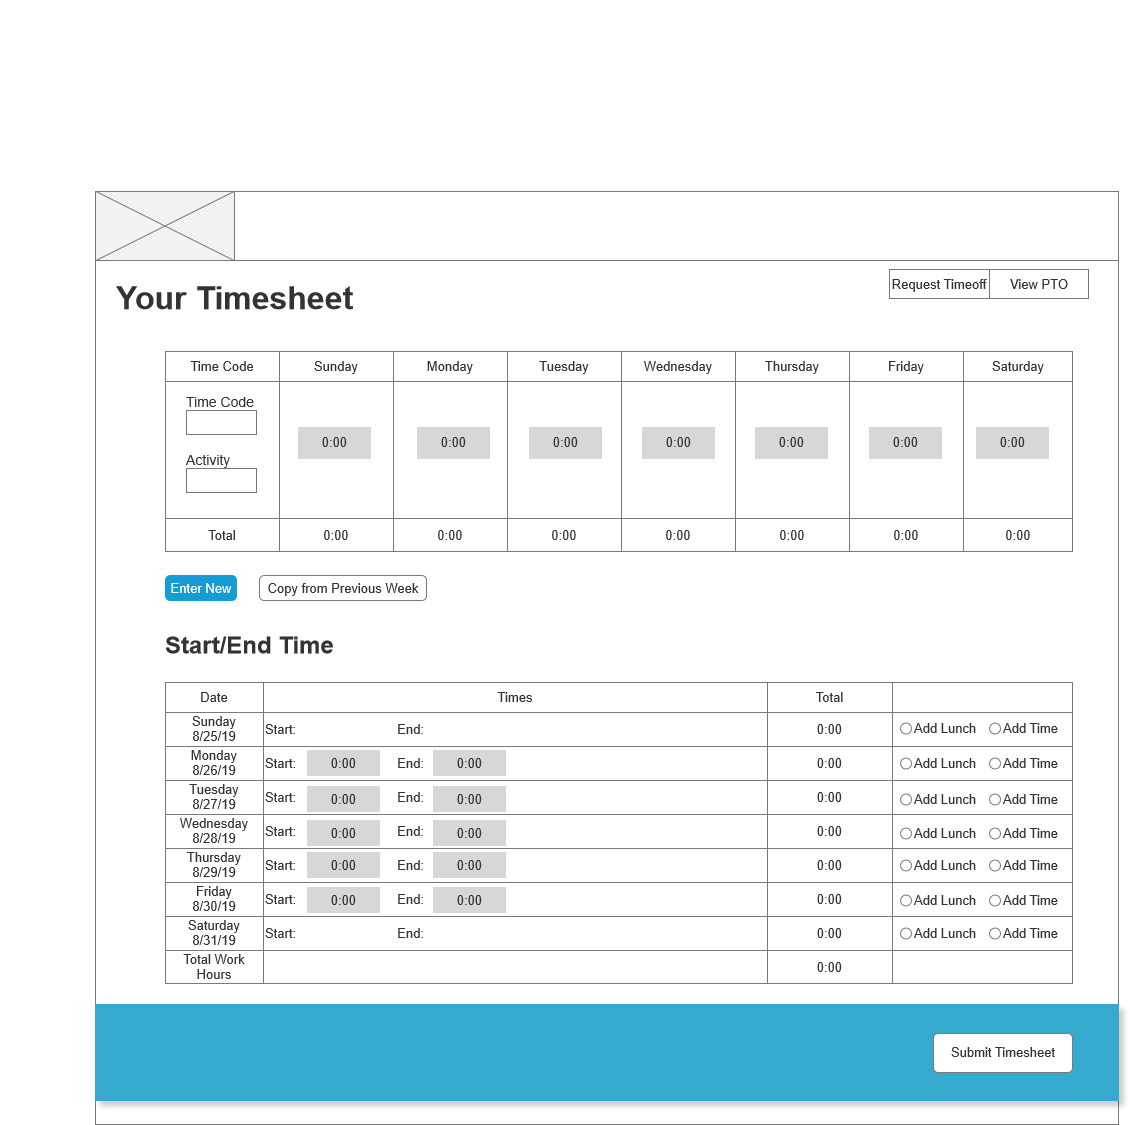 Request Timeoff View PTO
Your Timesheet
Time Code Sunday Monday Tuesday Wednesday Thursday Friday Saturday
Time Code
0:00 0:00 0:00 0:00 0:00 0:00 0:00
Activity
Total 0:00 0:00 0:00 0:00 0:00 0:00 0:00
Enter New Copy from Previous Week
Start/End Time
Date Times Total
Sunday
8/25/19 Start: End: 0:00 Add Lunch Add Time
Monday
8/26/19 Start: 0:00 End: 0:00 0:00 Add Lunch Add Time
Tuesday
8/27/19 Start: 0:00 End: 0:00 0:00 Add Lunch Add Time
Wednesday
8/28/19 Start: 0:00 End: 0:00 0:00 Add Lunch Add Time
Thursday
8/29/19 Start: 0:00 End: 0:00 0:00 Add Lunch Add Time
Friday
8/30/19 Start: 0:00 End: 0:00 0:00 Add Lunch Add Time
Saturday
8/31/19 Start: End: 0:00 Add Lunch Add Time
Total Work
Hours 0:00
Submit Timesheet